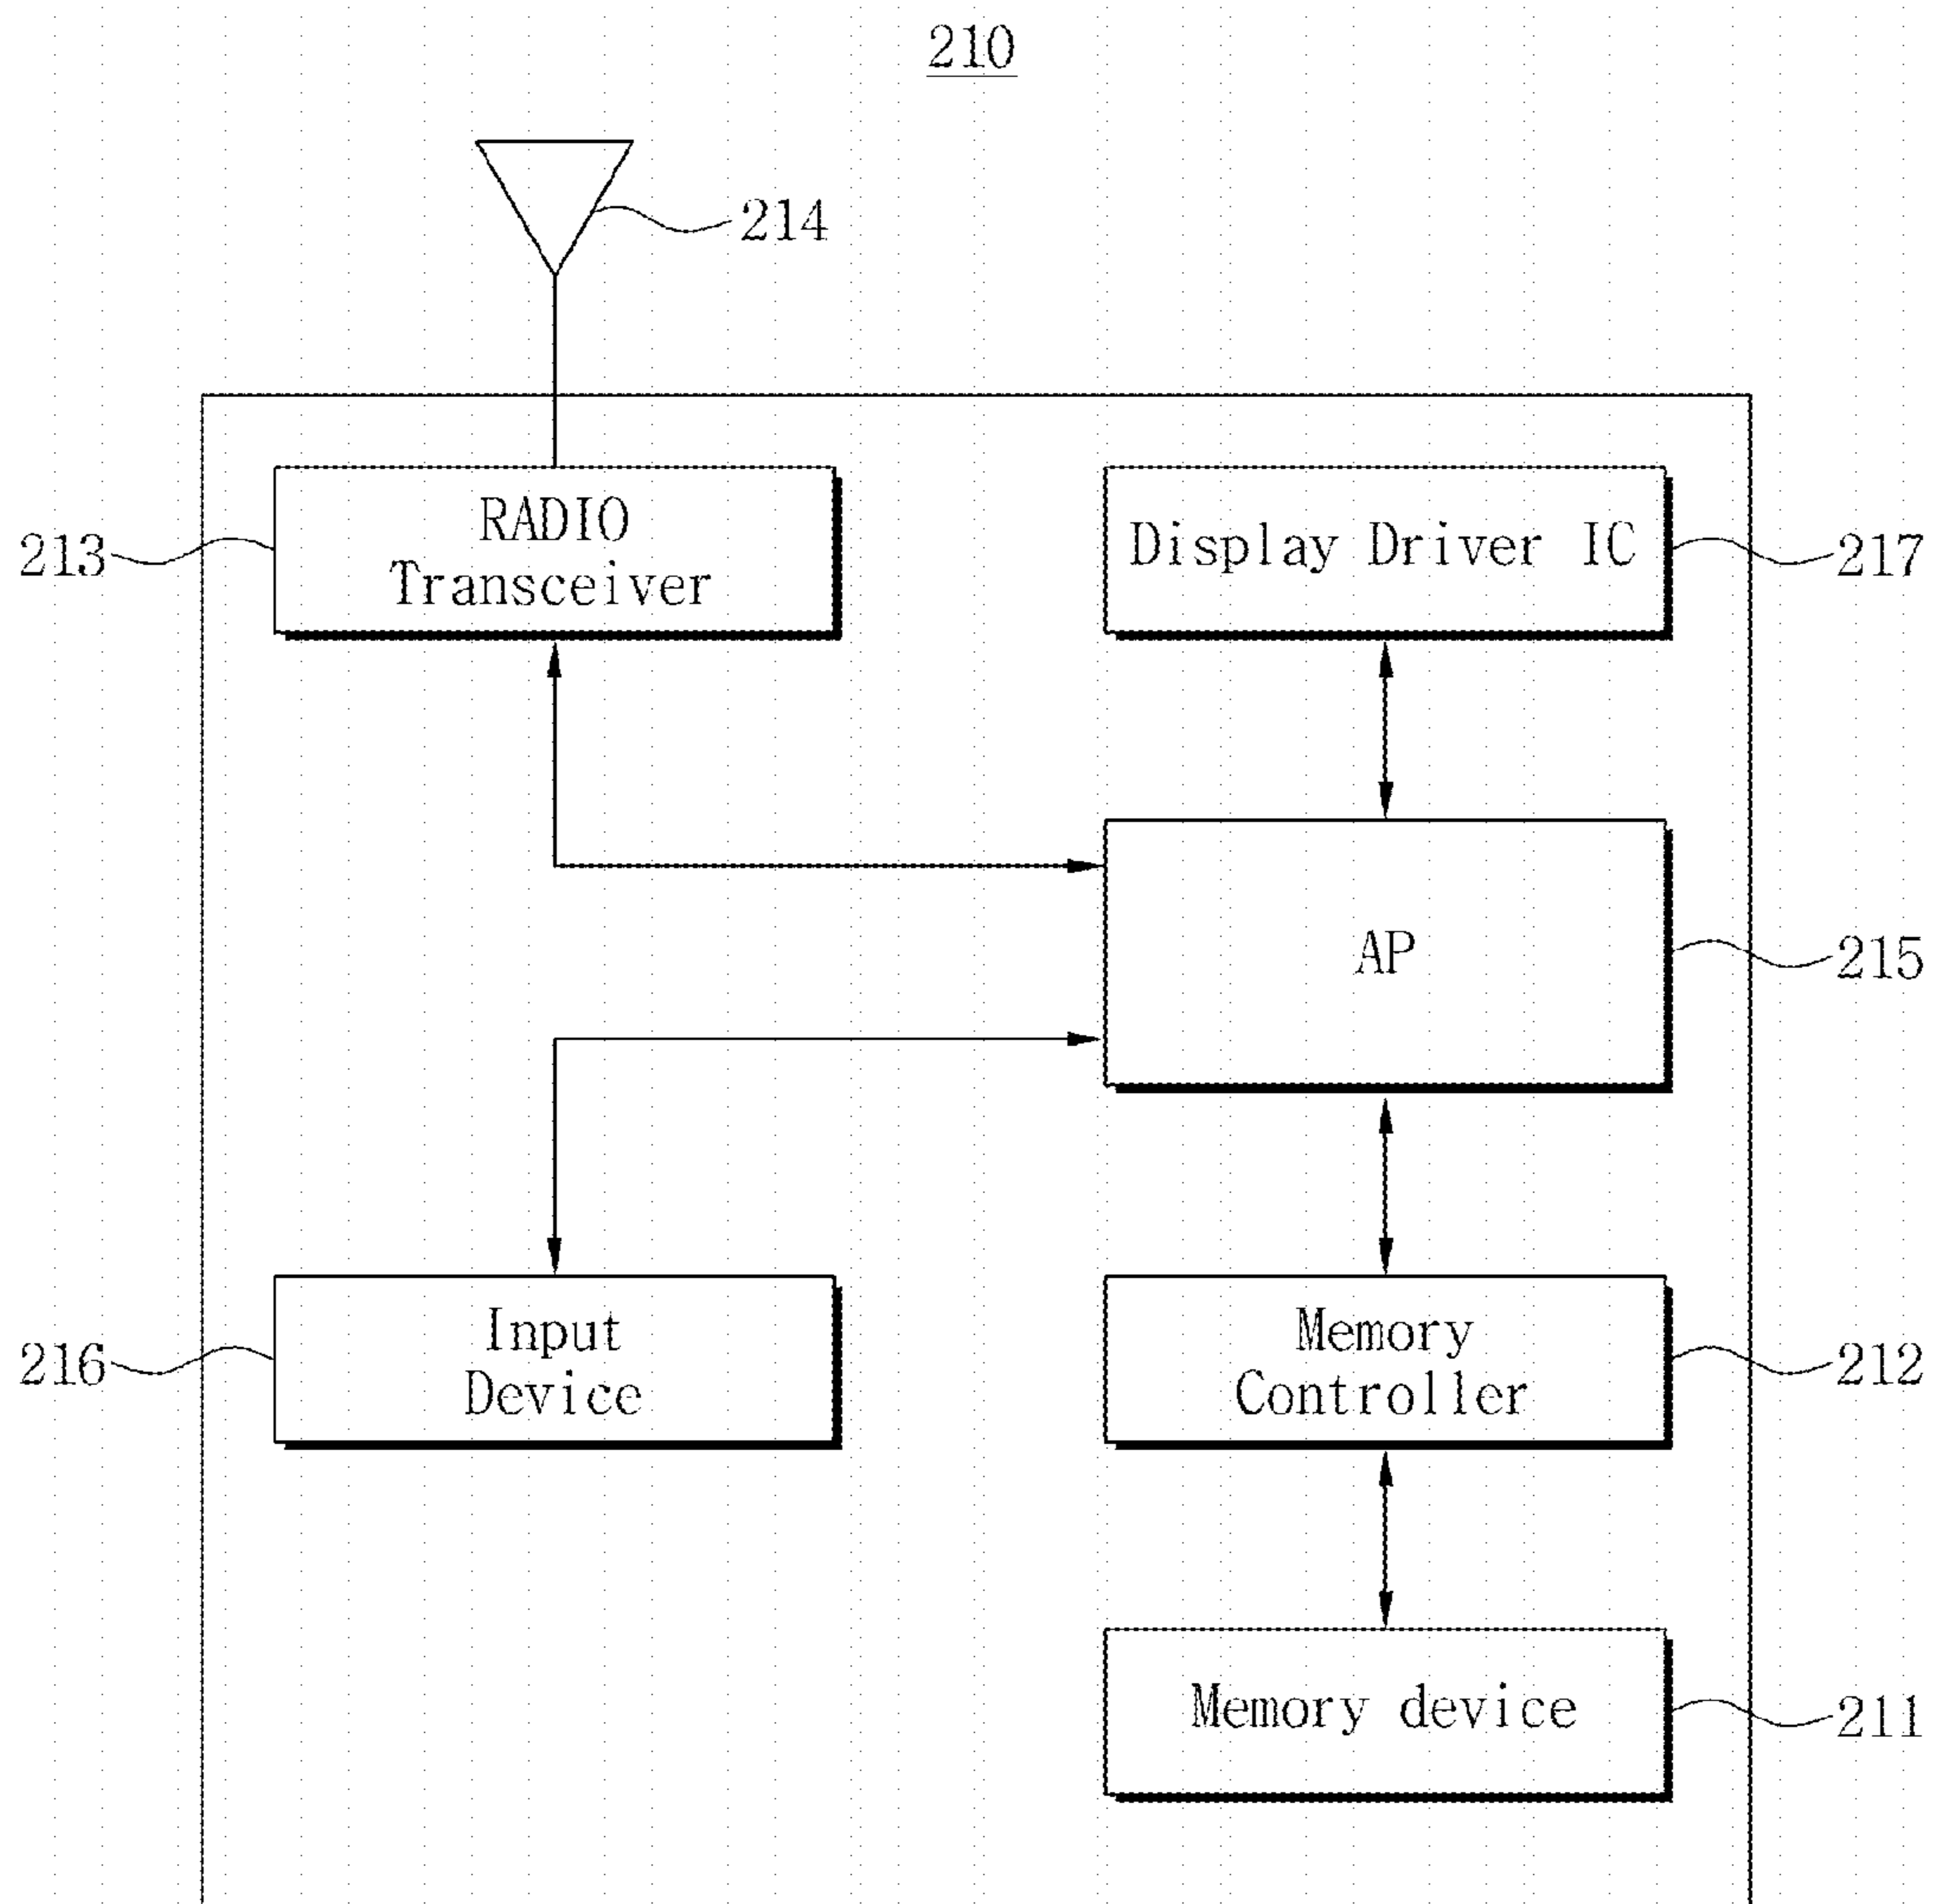 210
214
RADIO
Transceiver
213
Display Driver IC
217
AP
215
Input
Device
216
Memory
Controller
212
Memory device
211